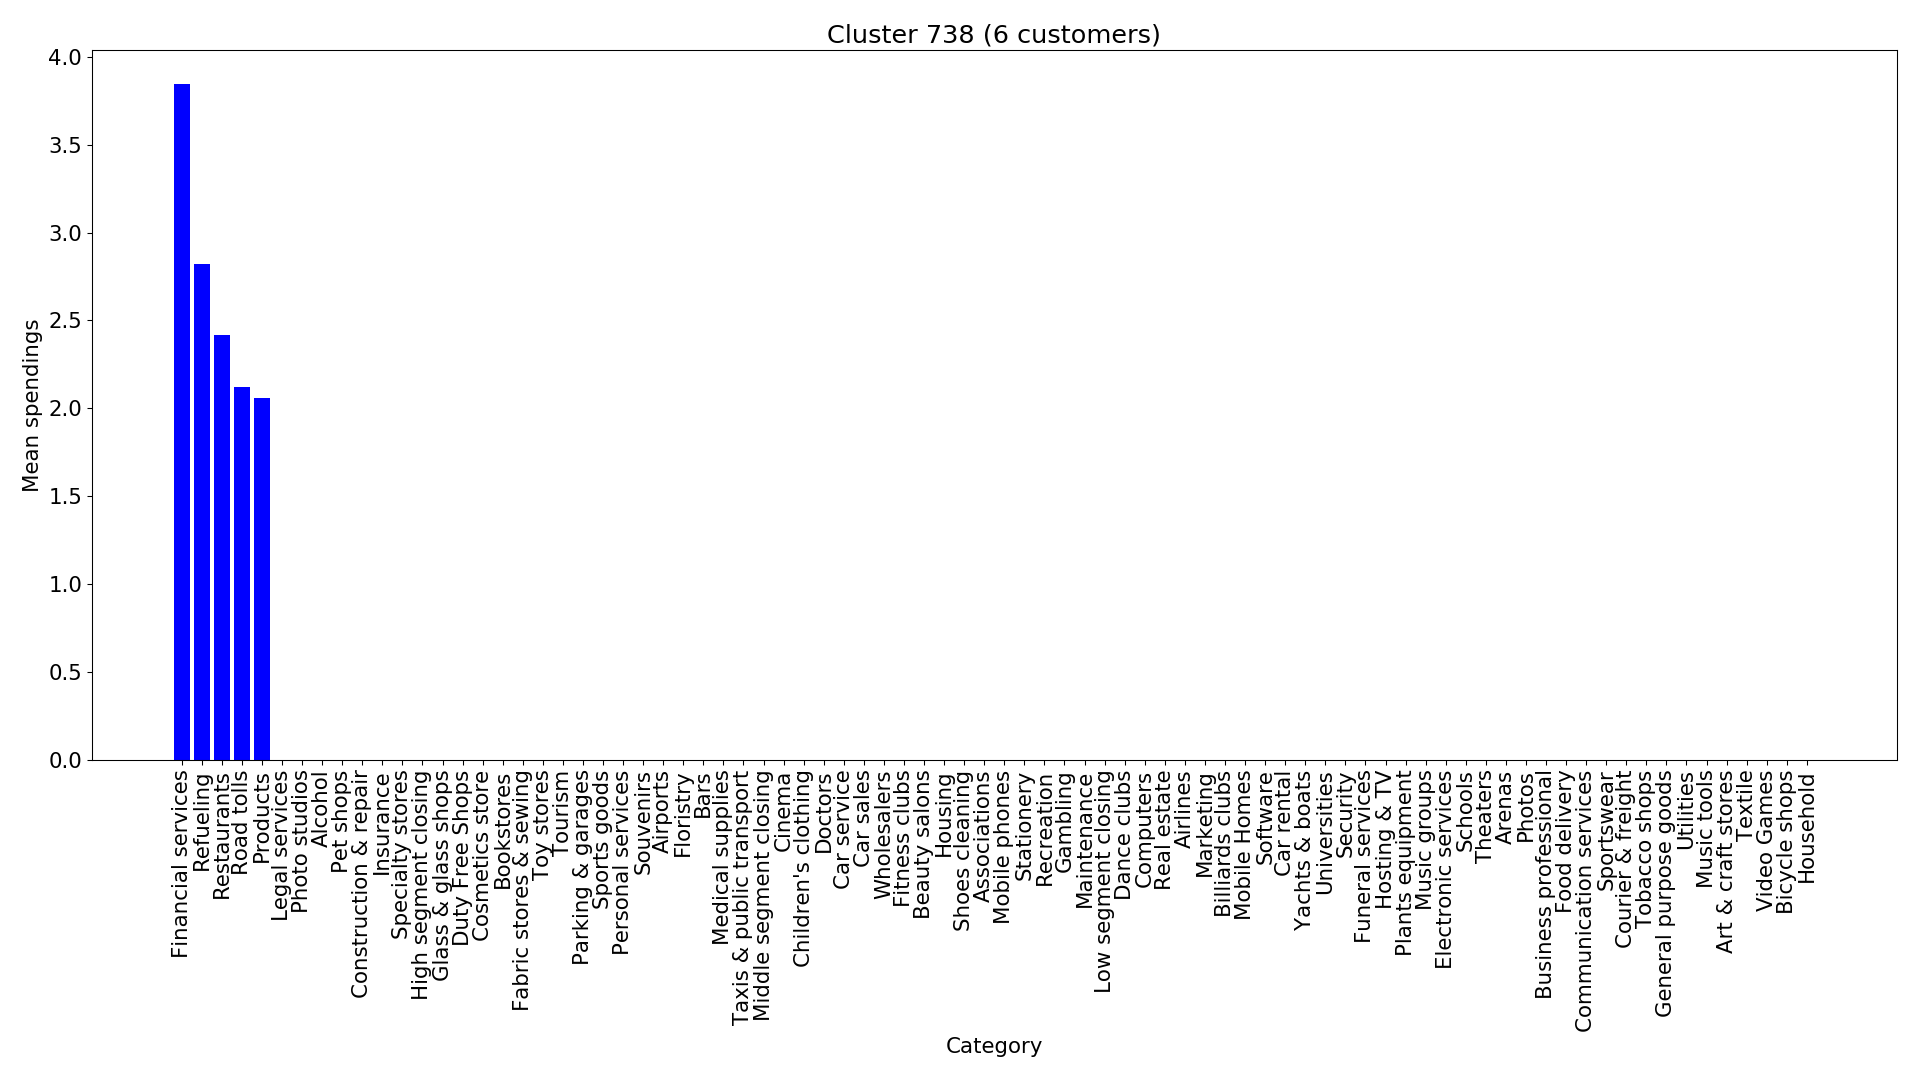 Cluster 738 (6 customers)
4.0
3.5
3.0
2.5
2.0
1.5
1.0
0.5
0.0
Mean spendings
Financial services
Refueling
Restaurants
Road tolls
Products
Legal services
Photo studios
Alcohol
Pet shops
Construction & repair
Insurance
Specialty stores
High segment closing
Glass & glass shops
Duty Free Shops
Cosmetics store
Bookstores
Fabric stores & sewing
Toy stores
Tourism
Parking & garages
Sports goods
Personal services
Souvenirs
Airports
Floristry
Bars
Medical supplies
Taxis & public transport
Middle segment closing
Cinema
Children's clothing
Doctors
Car service
Car sales
Wholesalers
Fitness clubs
Beauty salons
Housing
Shoes cleaning
Associations
Mobile phones
Stationery
Recreation
Gambling
Maintenance
Low segment closing
Dance clubs
Computers
Real estate
Airlines
Marketing
Billiards clubs
Mobile Homes
Software
Car rental
Yachts & boats
Universities
Security
Funeral services
Hosting & TV
Plants equipment
Music groups
Electronic services
Schools
Theaters
Arenas
Photos
Business professional
Food delivery
Communication services
Sportswear
Courier & freight
Tobacco shops
General purpose goods
Utilities
Music tools
Art & craft stores
Textile
Video Games
Bicycle shops
Household
Category